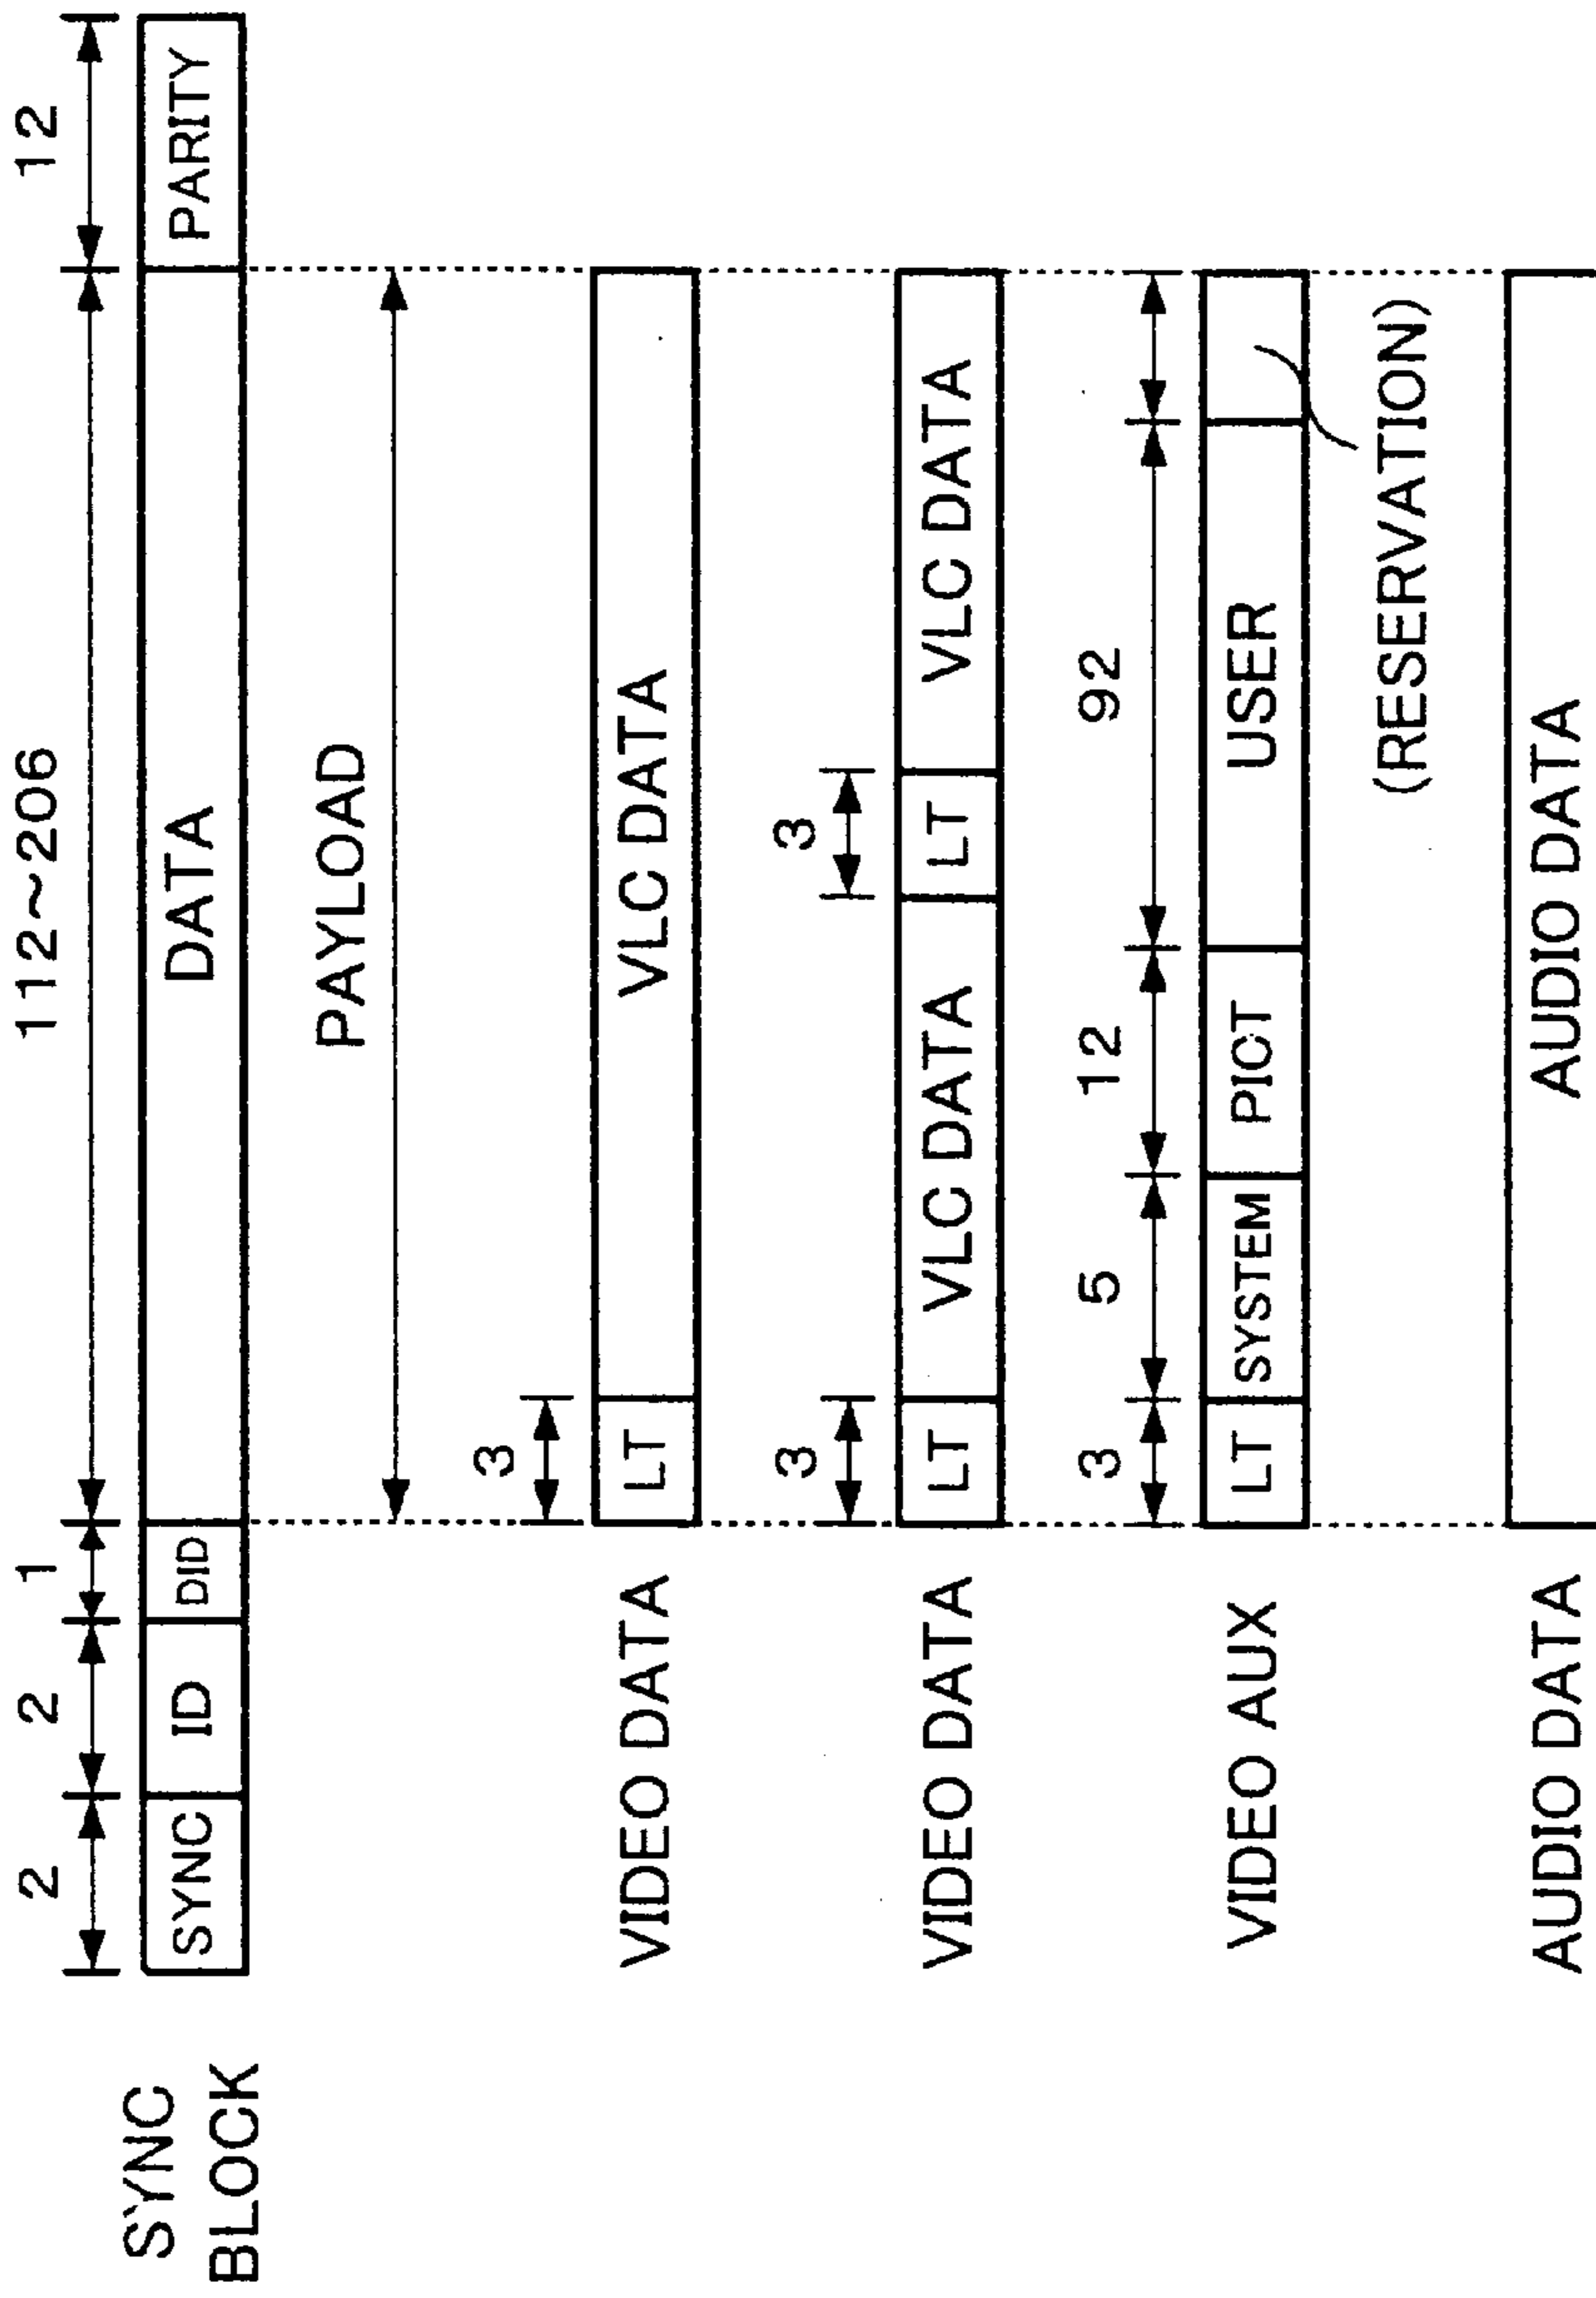 2 2 1 112~206 12
SYNC BLOCK
SYNC ID DID DATA PARITY
PAYLOAD
3
VIDEO DATA LT VLC DATA
3 3
VIDEO DATA LT VLC DATA LT VLC DATA
3 5 12 92
VIDEO AUX LT SYSTEM PICT USER
(RESERVATION)
AUDIO DATA AUDIO DATA